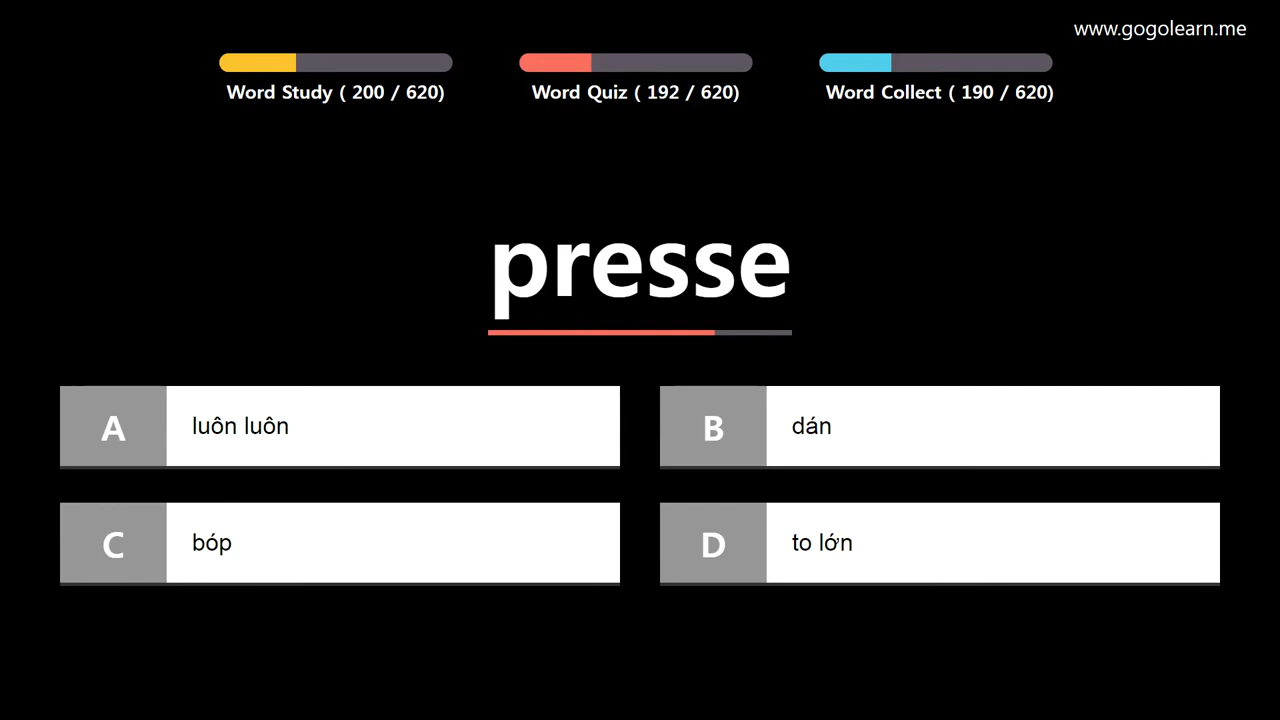 www.gogolearn.me
Word Study ( 200 / 620)
Word Quiz ( 192 / 620)
Word Collect ( 190 / 620)
presse
A
luôn luôn
B
dán
C
bóp
D
to lớn